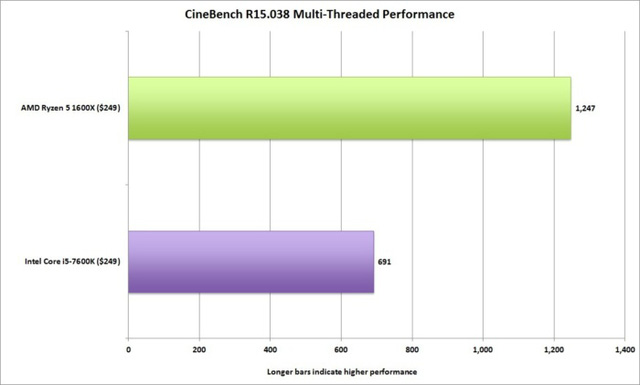 CineBench R15.038 Multi-Threaded Performance
AMD Ryzen 5 1600X ($249)
1,247
Intel Core i5-7600K ($249)
691
0 200 400 600 800 1,000 1,200 1,400
Longer bars indicate higher performance